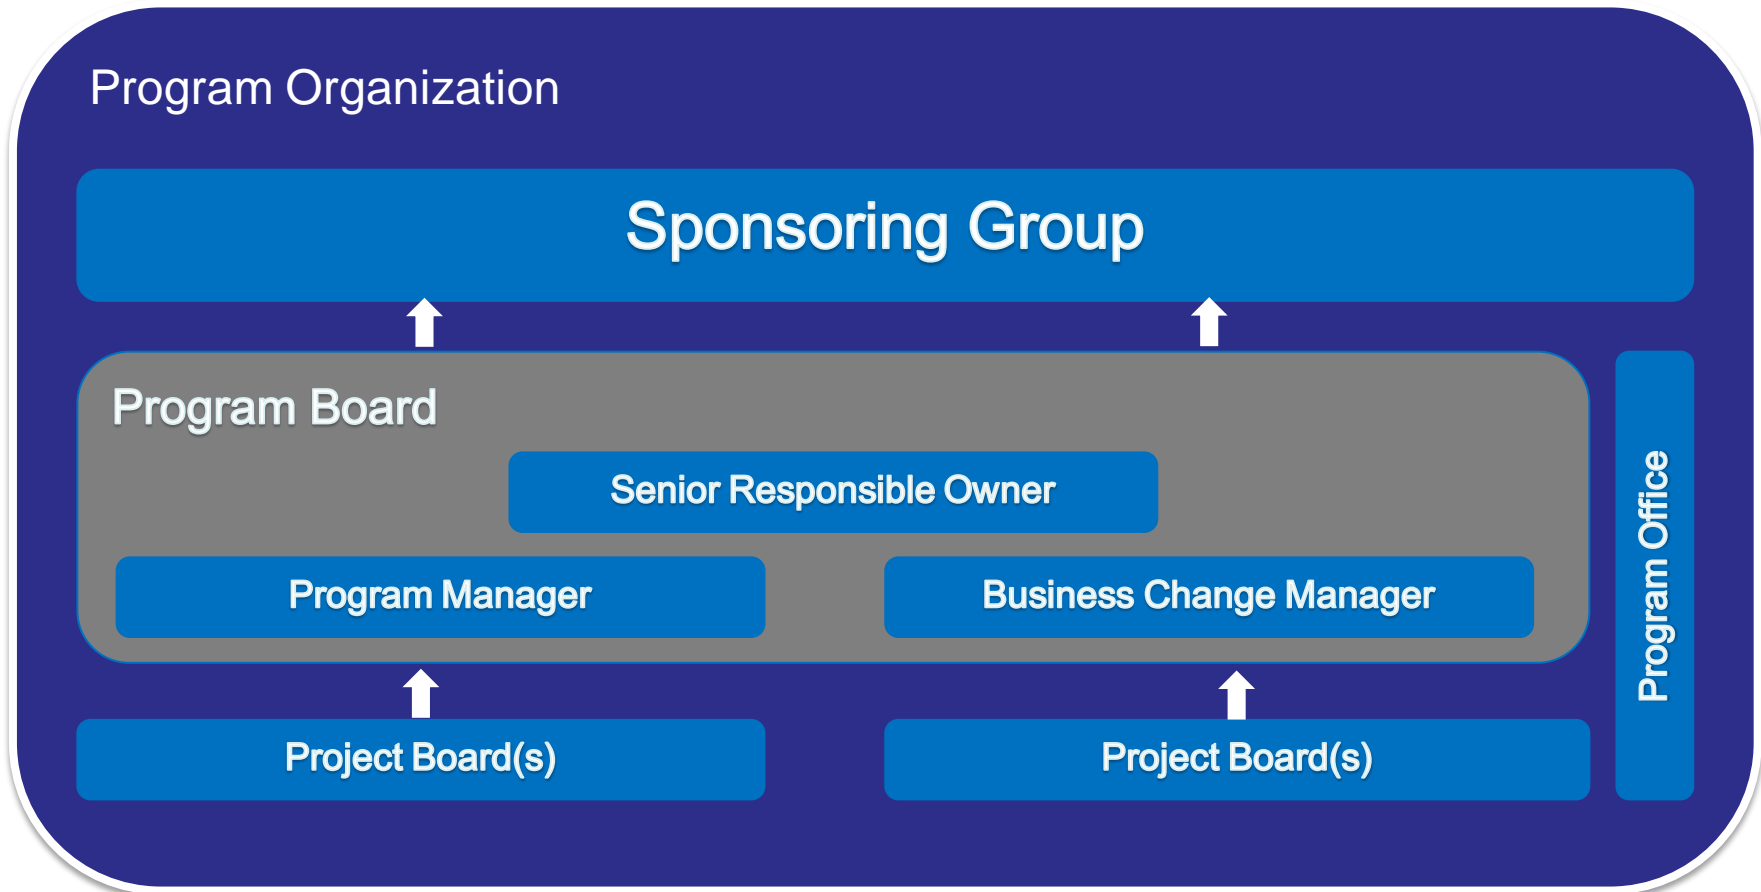 Program Organization
Sponsoring Group
Program Board
Senior Responsible Owner
Program Manager
Business Change Manager
Program Office
Project Board(s)
Project Board(s)